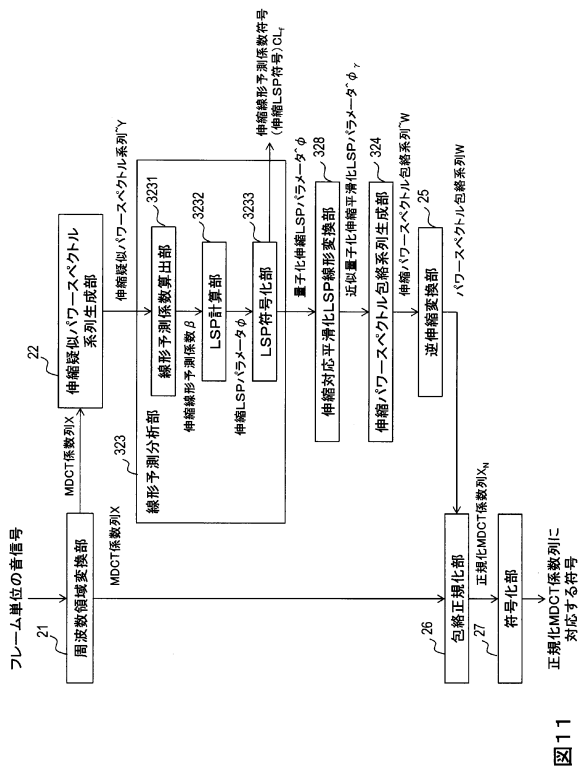 フレーム単位の音信号
21
周波数領域変換部
MDCT係数列X
MDCT係数列X
22
伸縮疑似パワースペクトル
系列生成部
伸縮疑似パワースペクトル系列~Y
323
線形予測分析部
3231
線形予測係数算出部
伸縮線形予測係数β
3232
LSP計算部
伸縮LSPパラメータφ
3233
LSP符号化部
伸縮線形予測係数符号
(伸縮LSP符号)CLf
量子化伸縮LSPパラメータ^φ
328
伸縮対応平滑化LSP線形変換部
近似量子化伸縮平滑化LSPパラメータ^φγ
324
伸縮パワースペクトル包絡系列生成部
伸縮パワースペクトル包絡系列~W
25
逆伸縮変換部
パワースペクトル包絡系列W
26
包絡正規化部
正規化MDCT係数列XN
27
符号化部
正規化MDCT係数列に
対応する符号
図11